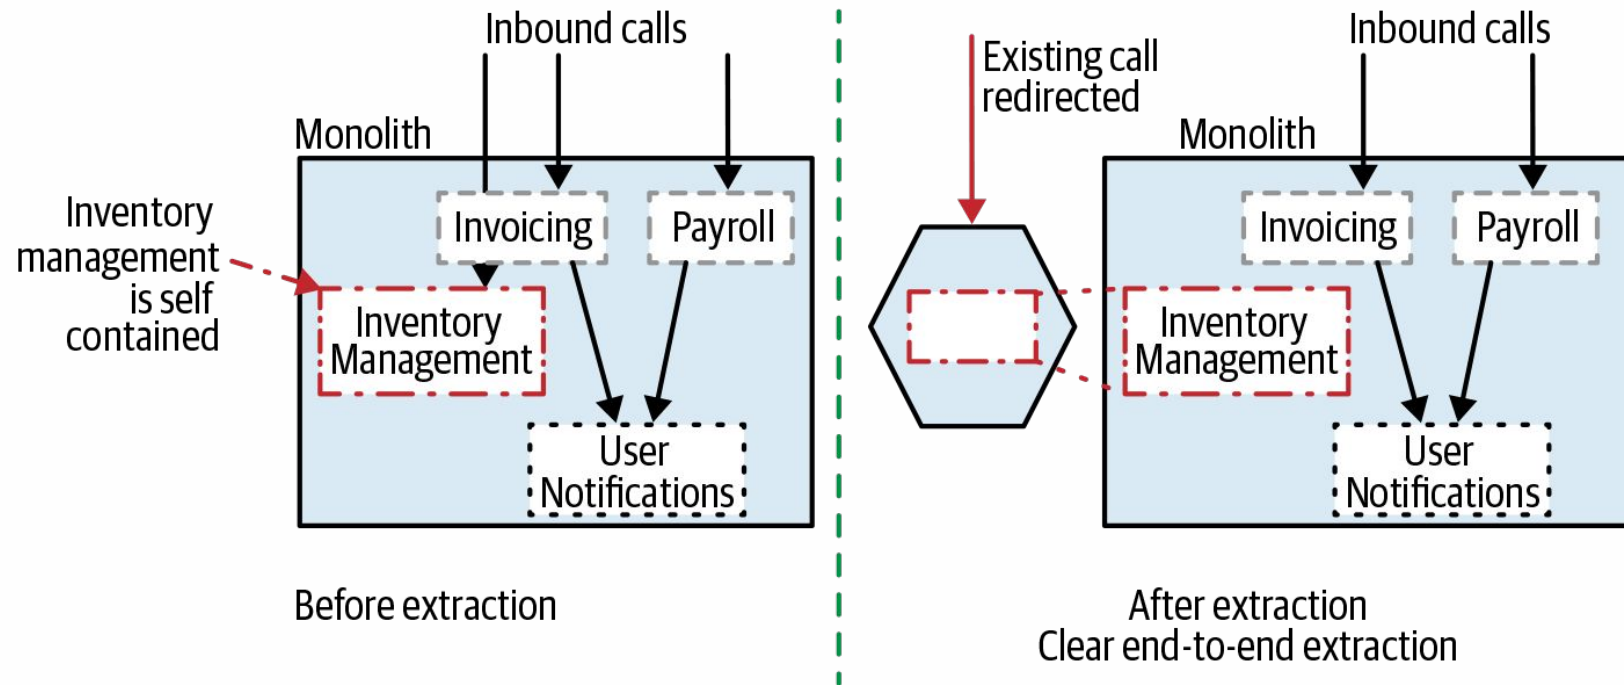 Inbound calls
Monolith
Inventory
management
is self
contained
Invoicing
Payroll
Inventory
Management
User
Notifications
Before extraction
Existing call
redirected
Inbound calls
Monolith
Invoicing
Payroll
Inventory
Management
User
Notifications
After extraction
Clear end-to-end extraction